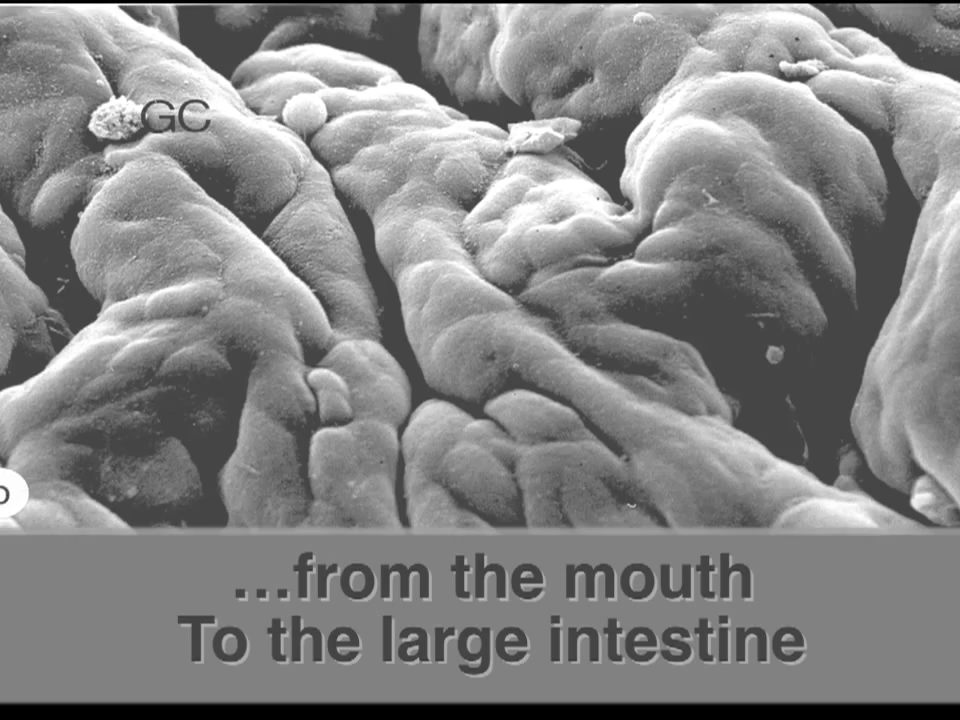 GC
…from the mouth
To the large intestine